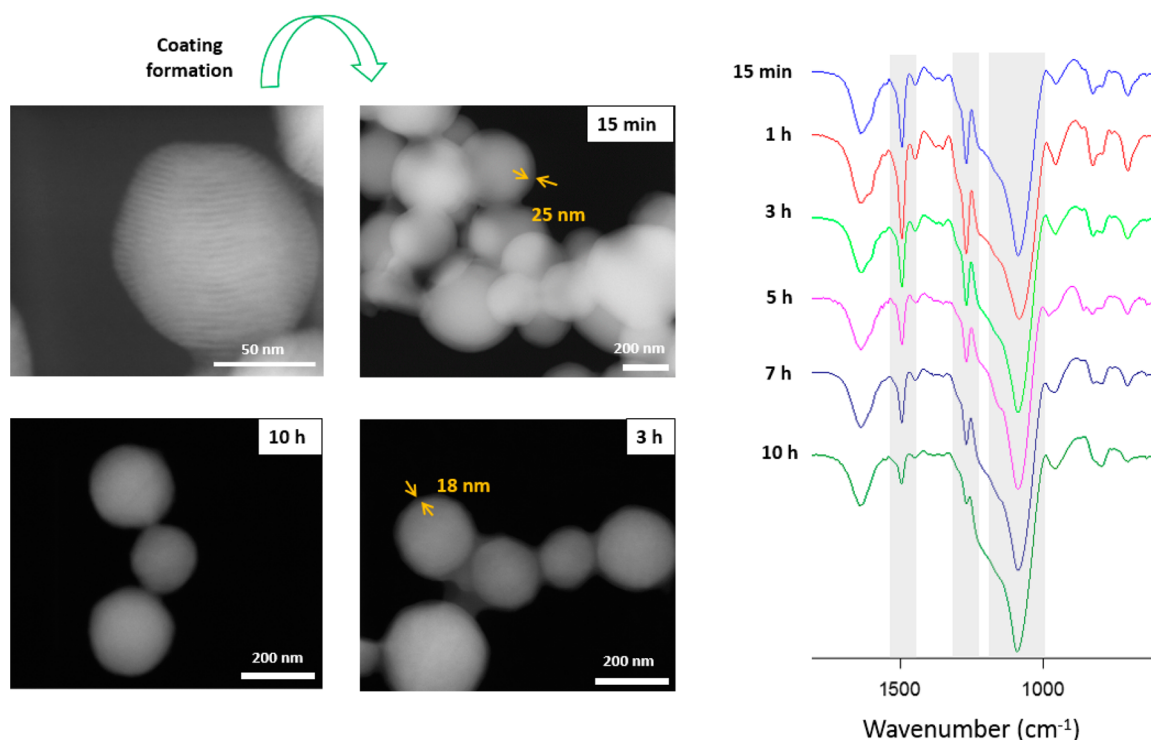 Coating
formation
50 nm
15 min
25 nm
200 nm
10 h
200 nm
3 h
18 nm
200 nm
15 min
1 h
3 h
5 h
7 h
10 h
1500
1000
Wavenumber (cm⁻¹)